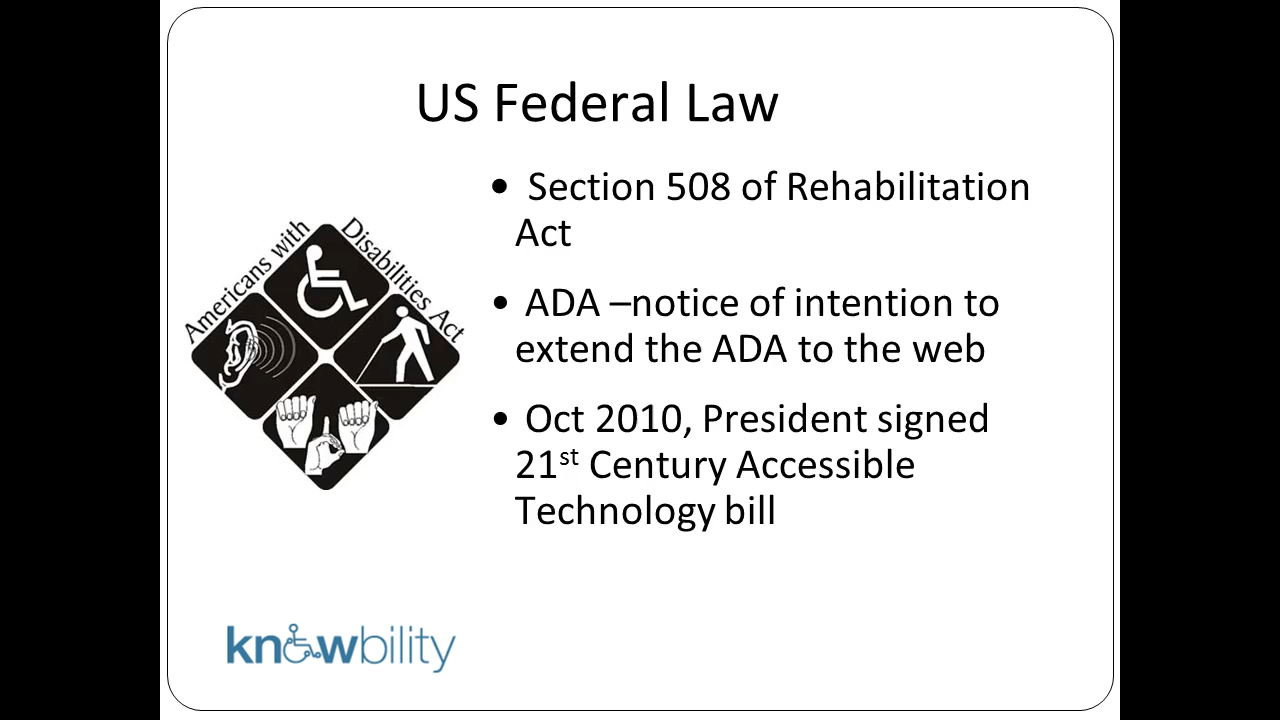 US Federal Law
• Section 508 of Rehabilitation
Act
• ADA –notice of intention to
extend the ADA to the web
• Oct 2010, President signed
21st Century Accessible
Technology bill
Americans with
Disabilities Act
knowbility